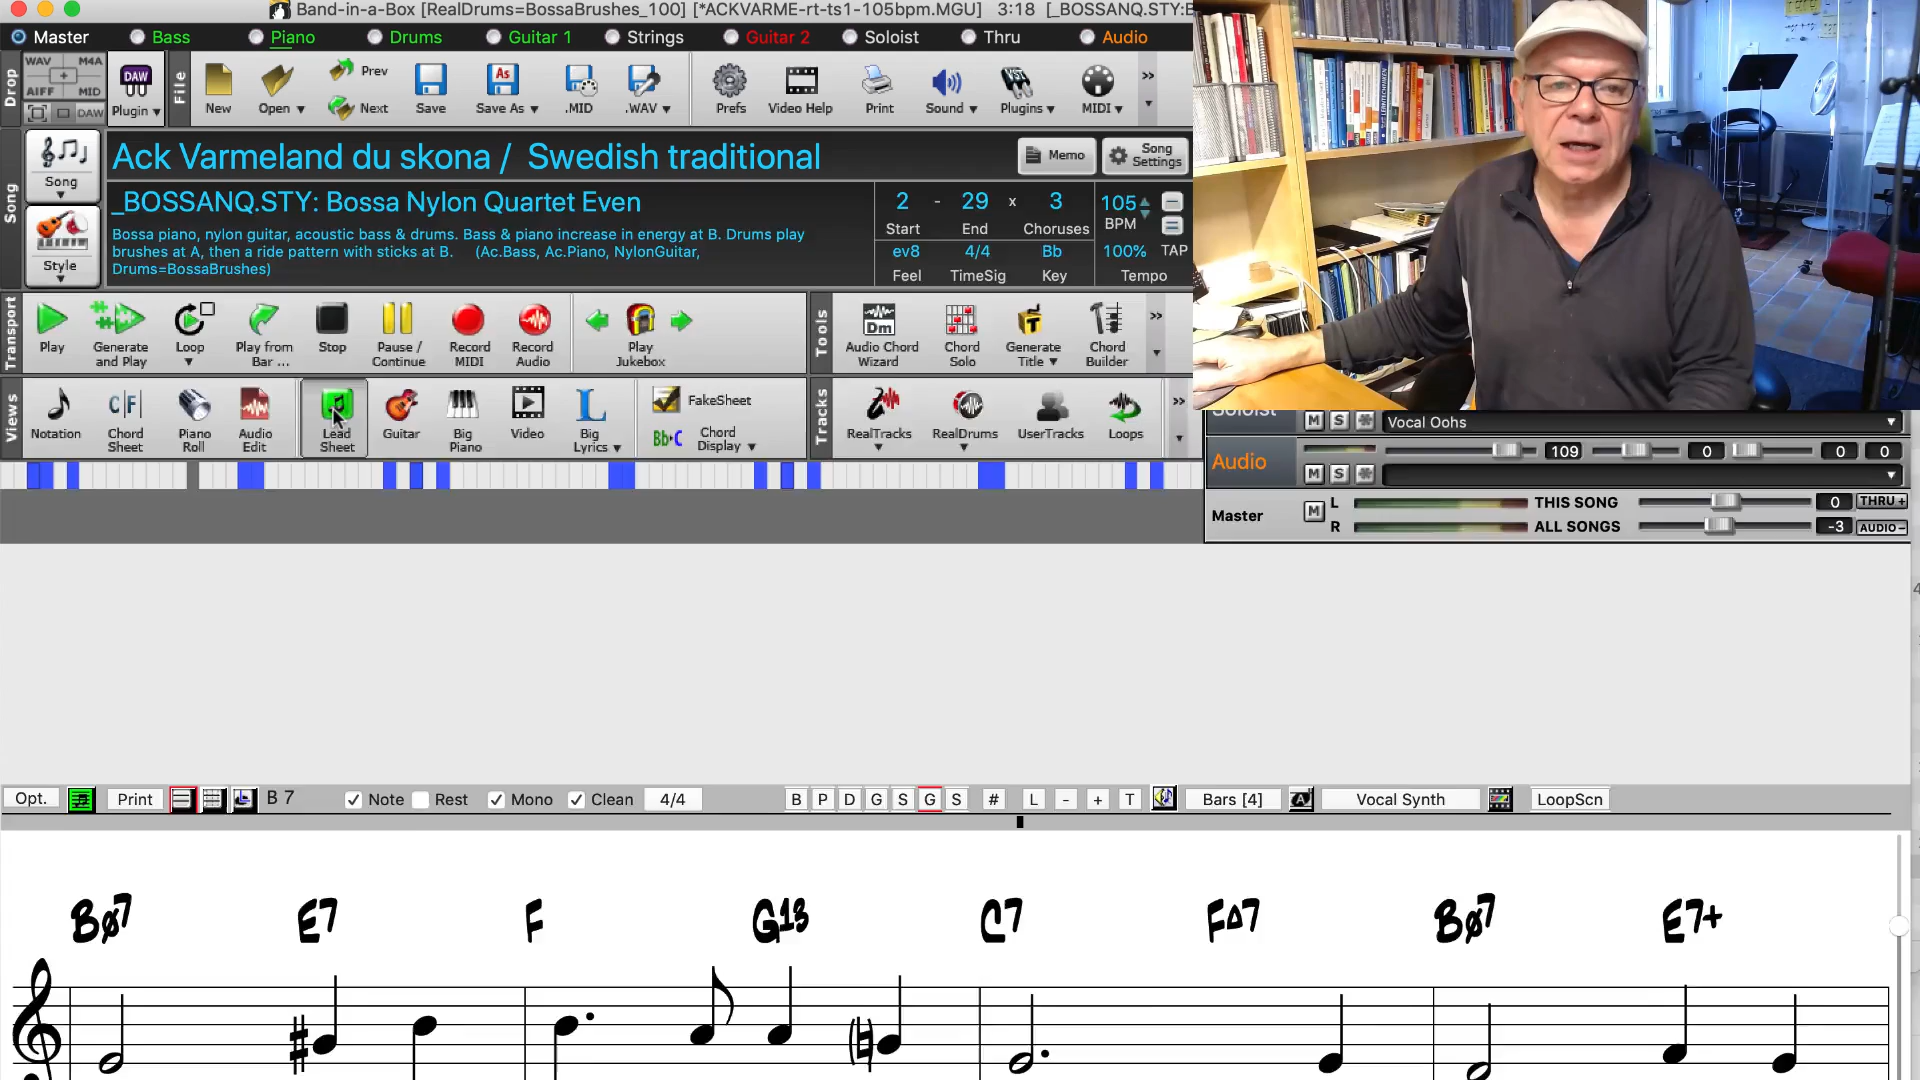 Band-in-a-Box [RealDrums=BossaBrushes_100] [*ACKVARME-rt-ts1-105bpm.MGU] 3:18 [_BOSSANQ.STY:B
Master Bass Piano Drums Guitar 1 Strings Guitar 2 Soloist Thru Audio
Drop
WAV M4A
AIFF MID
DAW
DAW
Plugin
File
New
Open
Prev
Next
Save
As
Save As
.MID
.WAV
Prefs
Video Help
Print
Sound
VST
Plugins
MIDI
Song
Song
Style
Ack Varmeland du skona / Swedish traditional
Memo
Song Settings
_BOSSANQ.STY: Bossa Nylon Quartet Even
Bossa piano, nylon guitar, acoustic bass & drums. Bass & piano increase in energy at B. Drums play
brushes at A, then a ride pattern with sticks at B. (Ac.Bass, Ac.Piano, NylonGuitar,
Drums=BossaBrushes)
2 - 29 x 3
Start End Choruses
ev8 4/4 Bb
Feel TimeSig Key
105
BPM
100% TAP
Tempo
Transport
Play
Generate and Play
Loop
Play from Bar ...
Stop
Pause / Continue
Record MIDI
Record Audio
Play Jukebox
Tools
Dm
Audio Chord Wizard
Chord Solo
Generate Title
Chord Builder
Views
Notation
C F
Chord Sheet
Piano Roll
Audio Edit
Lead Sheet
Guitar
Big Piano
Video
L
Big Lyrics
FakeSheet
Bb>C
Chord Display
Tracks
RealTracks
RealDrums
UserTracks
Loops
Soloist M S Vocal Oohs
Audio 109 0 0 0
M S
Master M L THIS SONG 0 THRU +
R ALL SONGS -3 AUDIO-
Opt. Print B 7 Note Rest Mono Clean 4/4 B P D G S G S # L - + T Bars [4] A Vocal Synth LoopScn
Bø7 E7 F G13 C7 FΔ7 Bø7 E7+